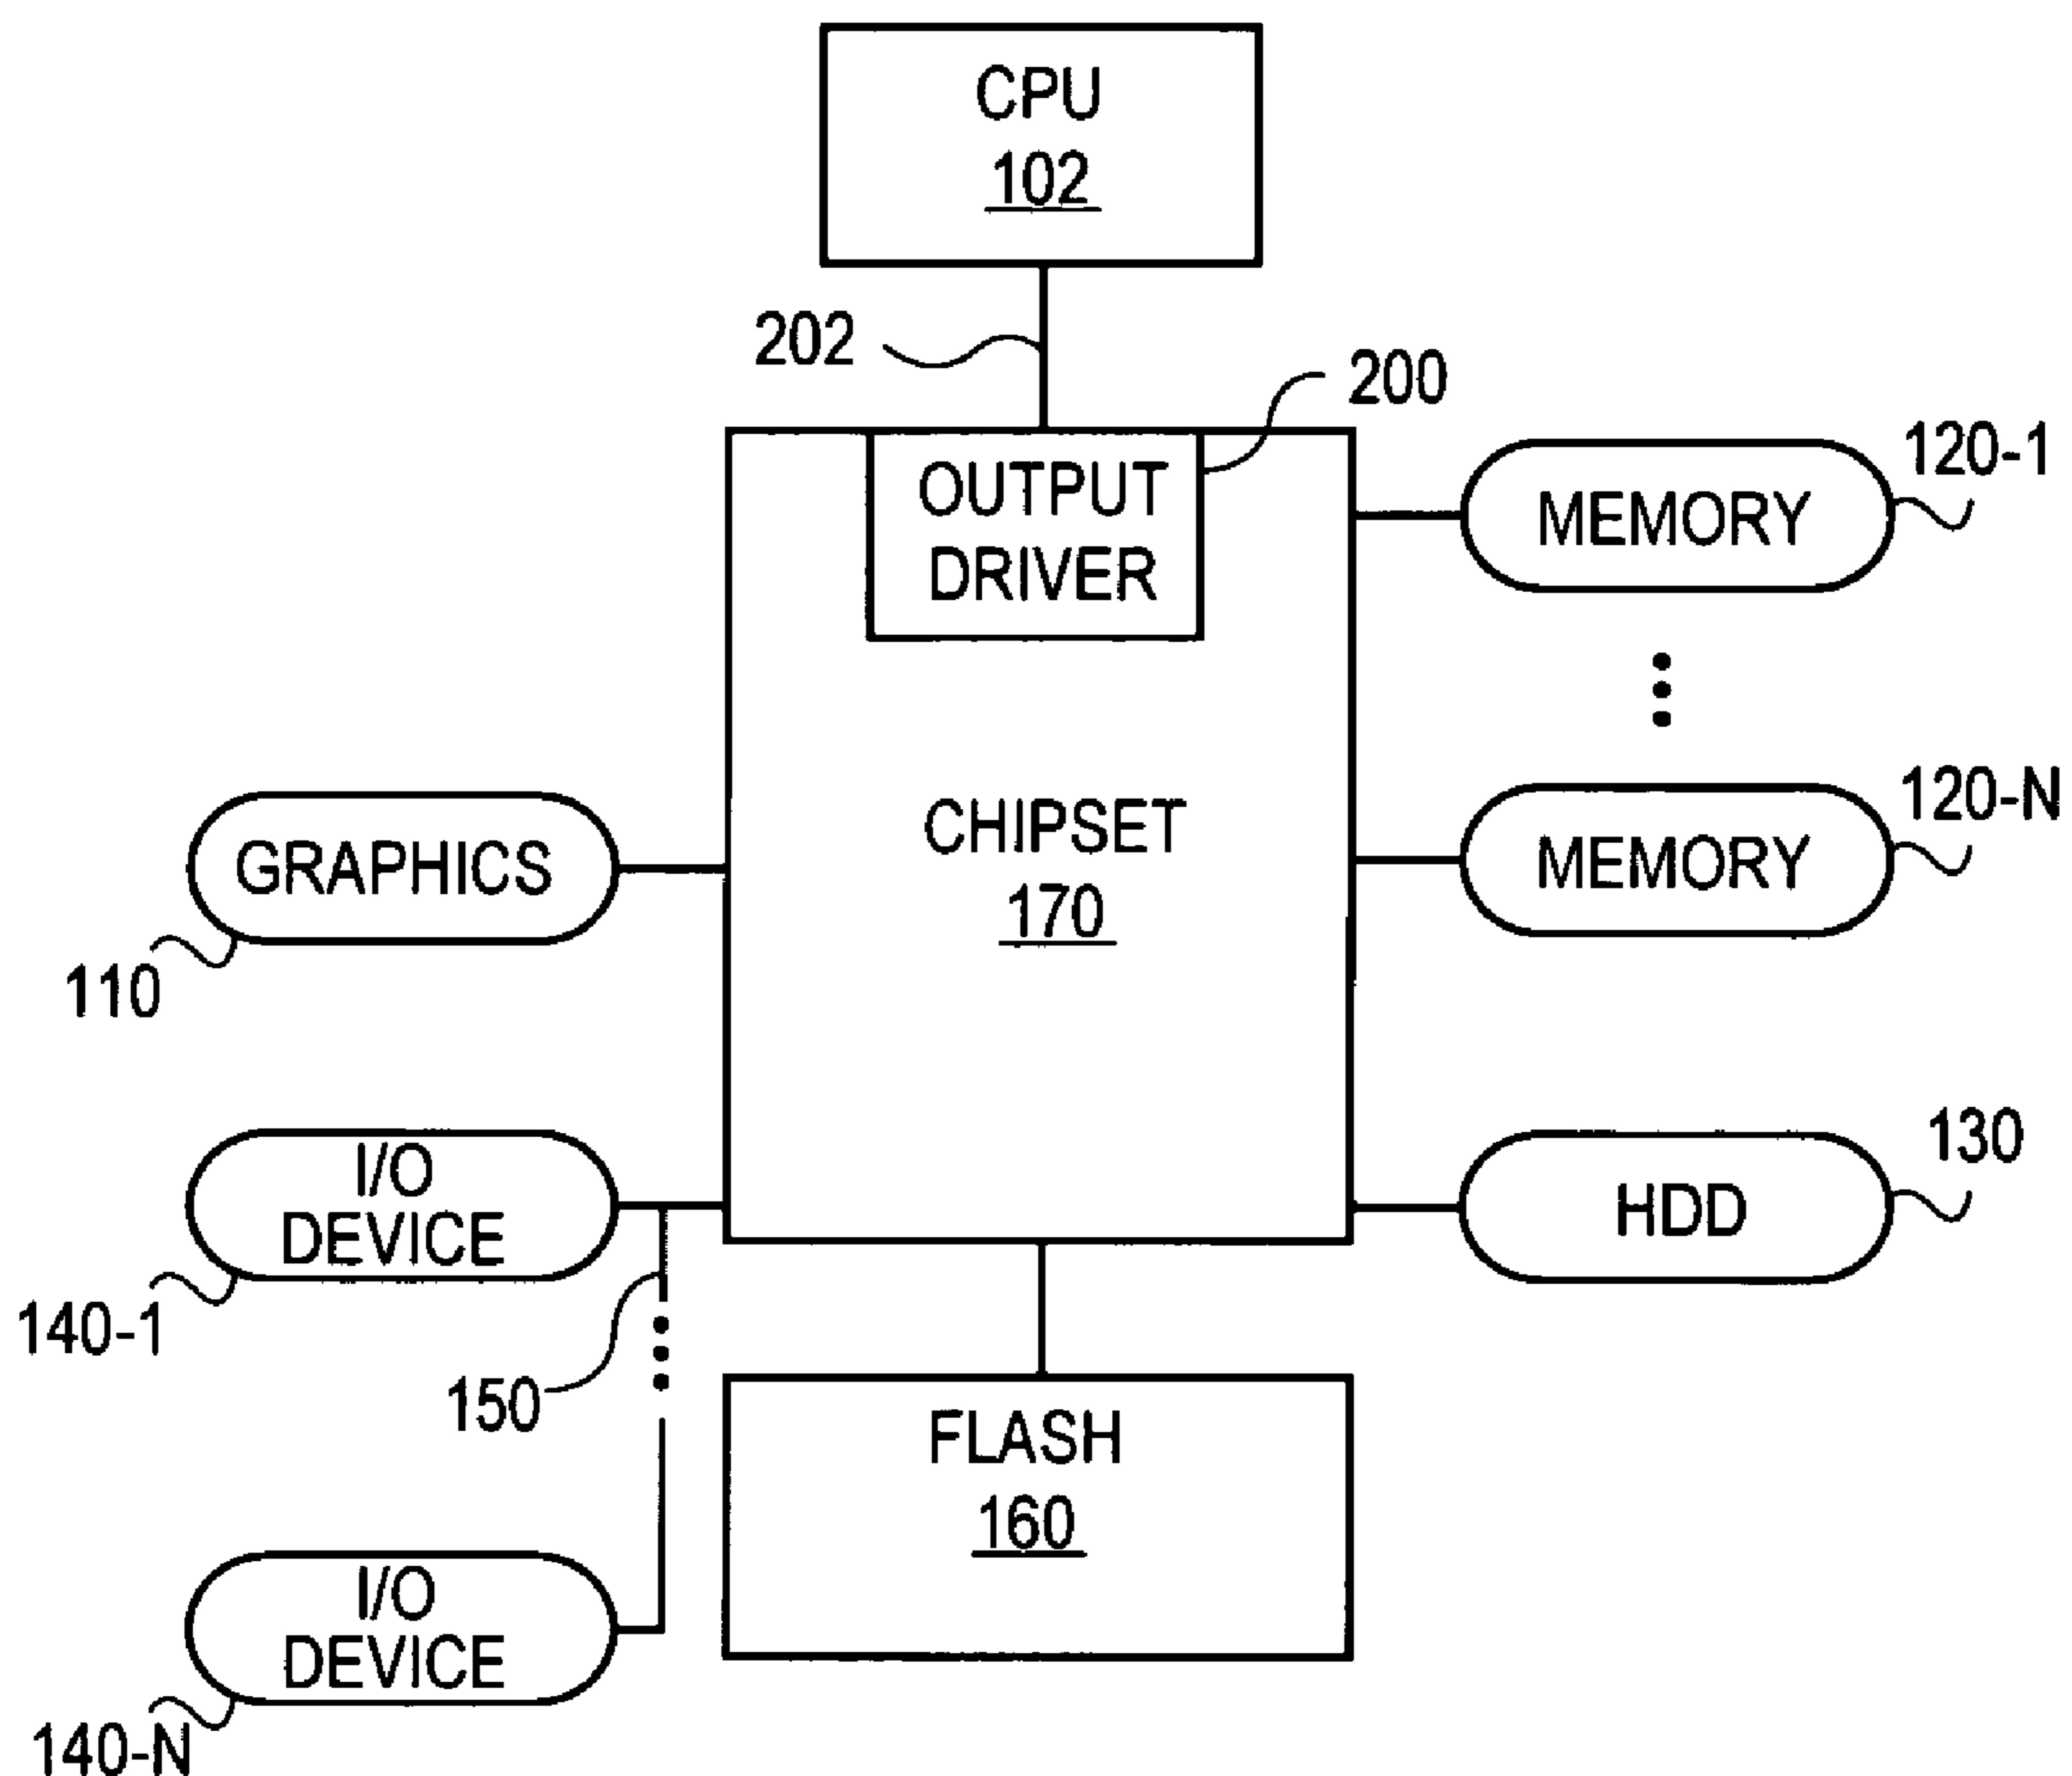 CPU
102
202
200
OUTPUT
DRIVER
120-1
MEMORY
120-N
MEMORY
CHIPSET
170
GRAPHICS
110
130
HDD
I/O
DEVICE
140-1
150
FLASH
160
I/O
DEVICE
140-N